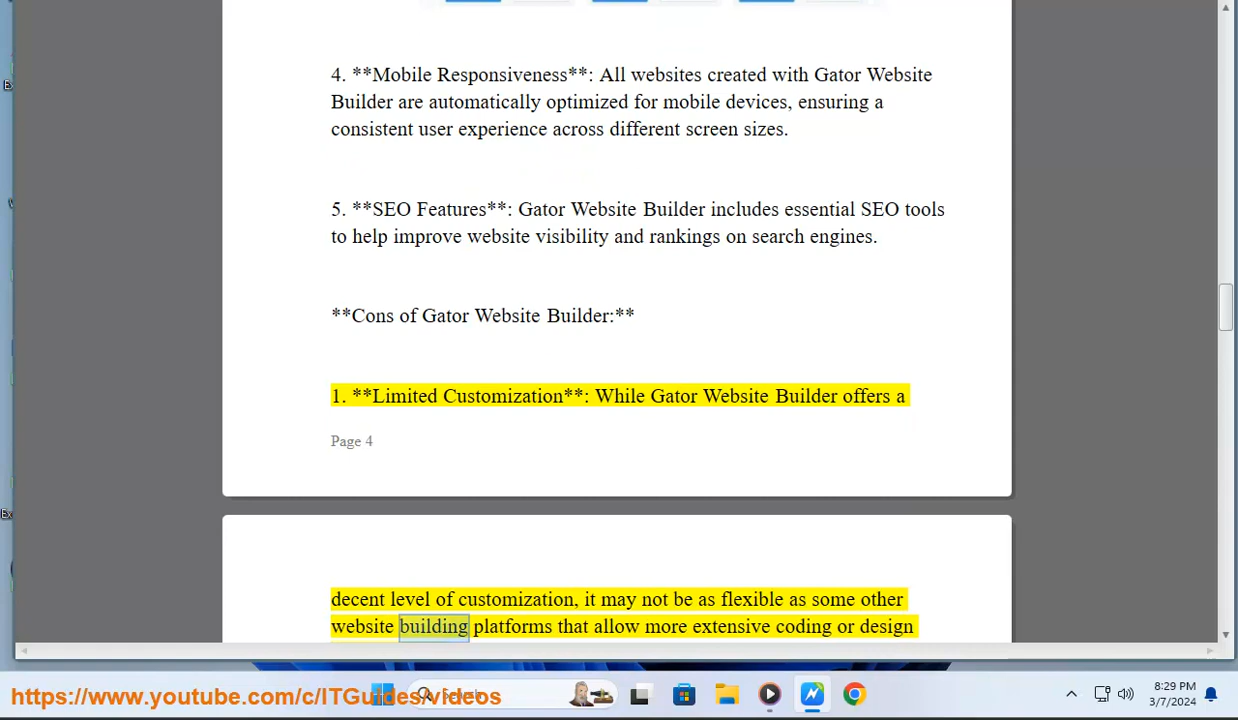 4. **Mobile Responsiveness**: All websites created with Gator Website
Builder are automatically optimized for mobile devices, ensuring a
consistent user experience across different screen sizes.
5. **SEO Features**: Gator Website Builder includes essential SEO tools
to help improve website visibility and rankings on search engines.
**Cons of Gator Website Builder:**
1. **Limited Customization**: While Gator Website Builder offers a
Page 4
decent level of customization, it may not be as flexible as some other
website building platforms that allow more extensive coding or design
https://www.youtube.com/c/ITGuides/videos
8:29 PM
3/7/2024